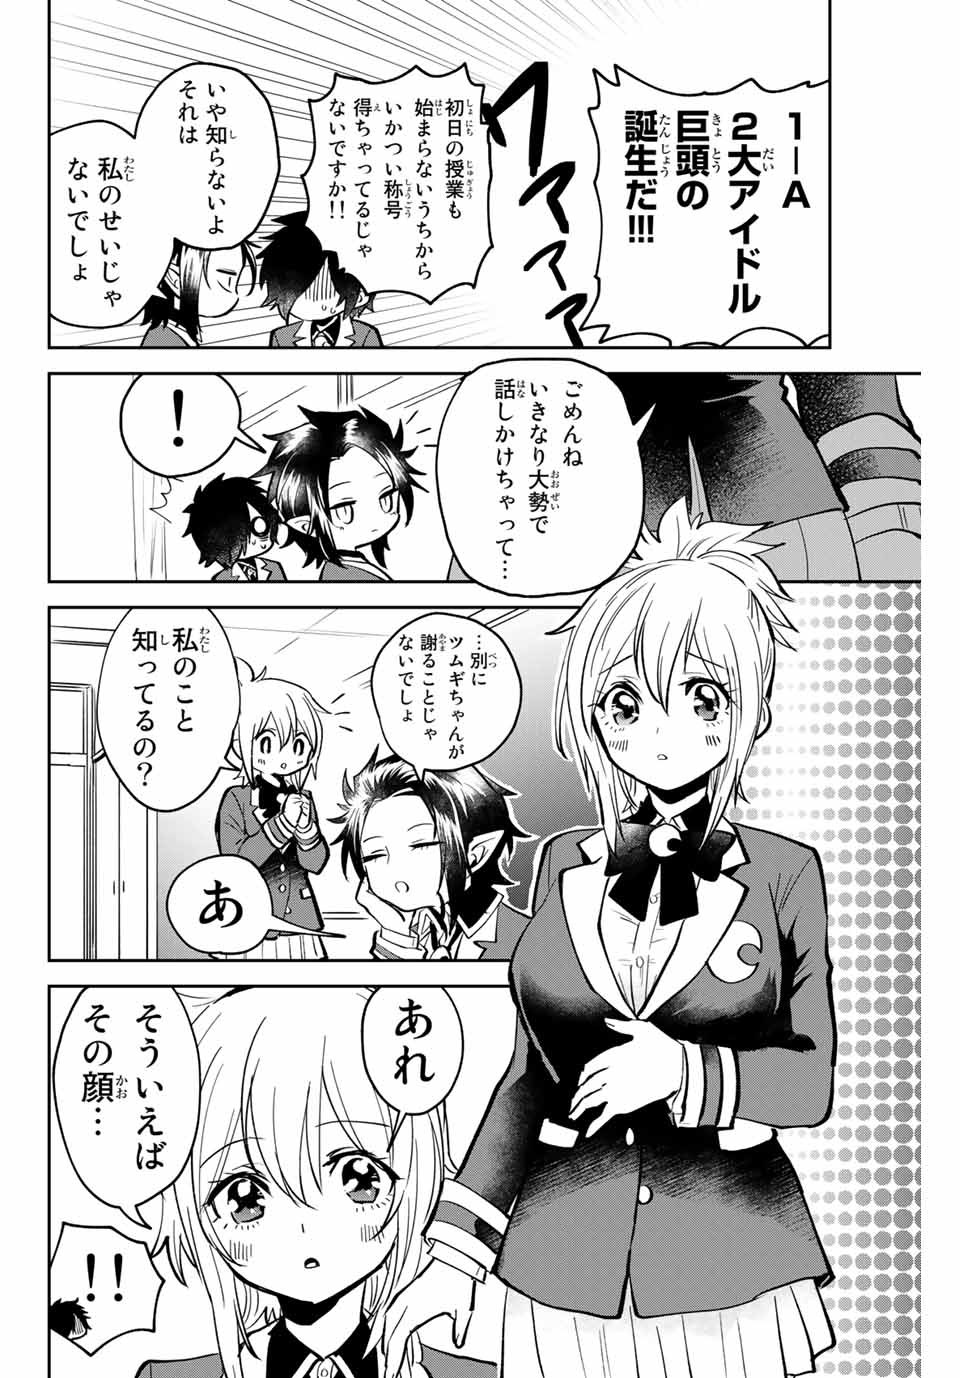 1―A
2大アイドル
巨頭の
誕生だ!!!
ワァァァァ
初日の授業も
始まらないうちから
いかつい称号
得ちゃってるじゃ
ないですか!!
いや知らないよ
それは
私のせいじゃ
ないでしょ
ごめんね
いきなり大勢で
話しかけちゃって…
！
…別に
ツムギちゃんが
謝ることじゃ
ないでしょ
私のこと
知ってるの？
あ
あれ
そういえば
その顔…
!!